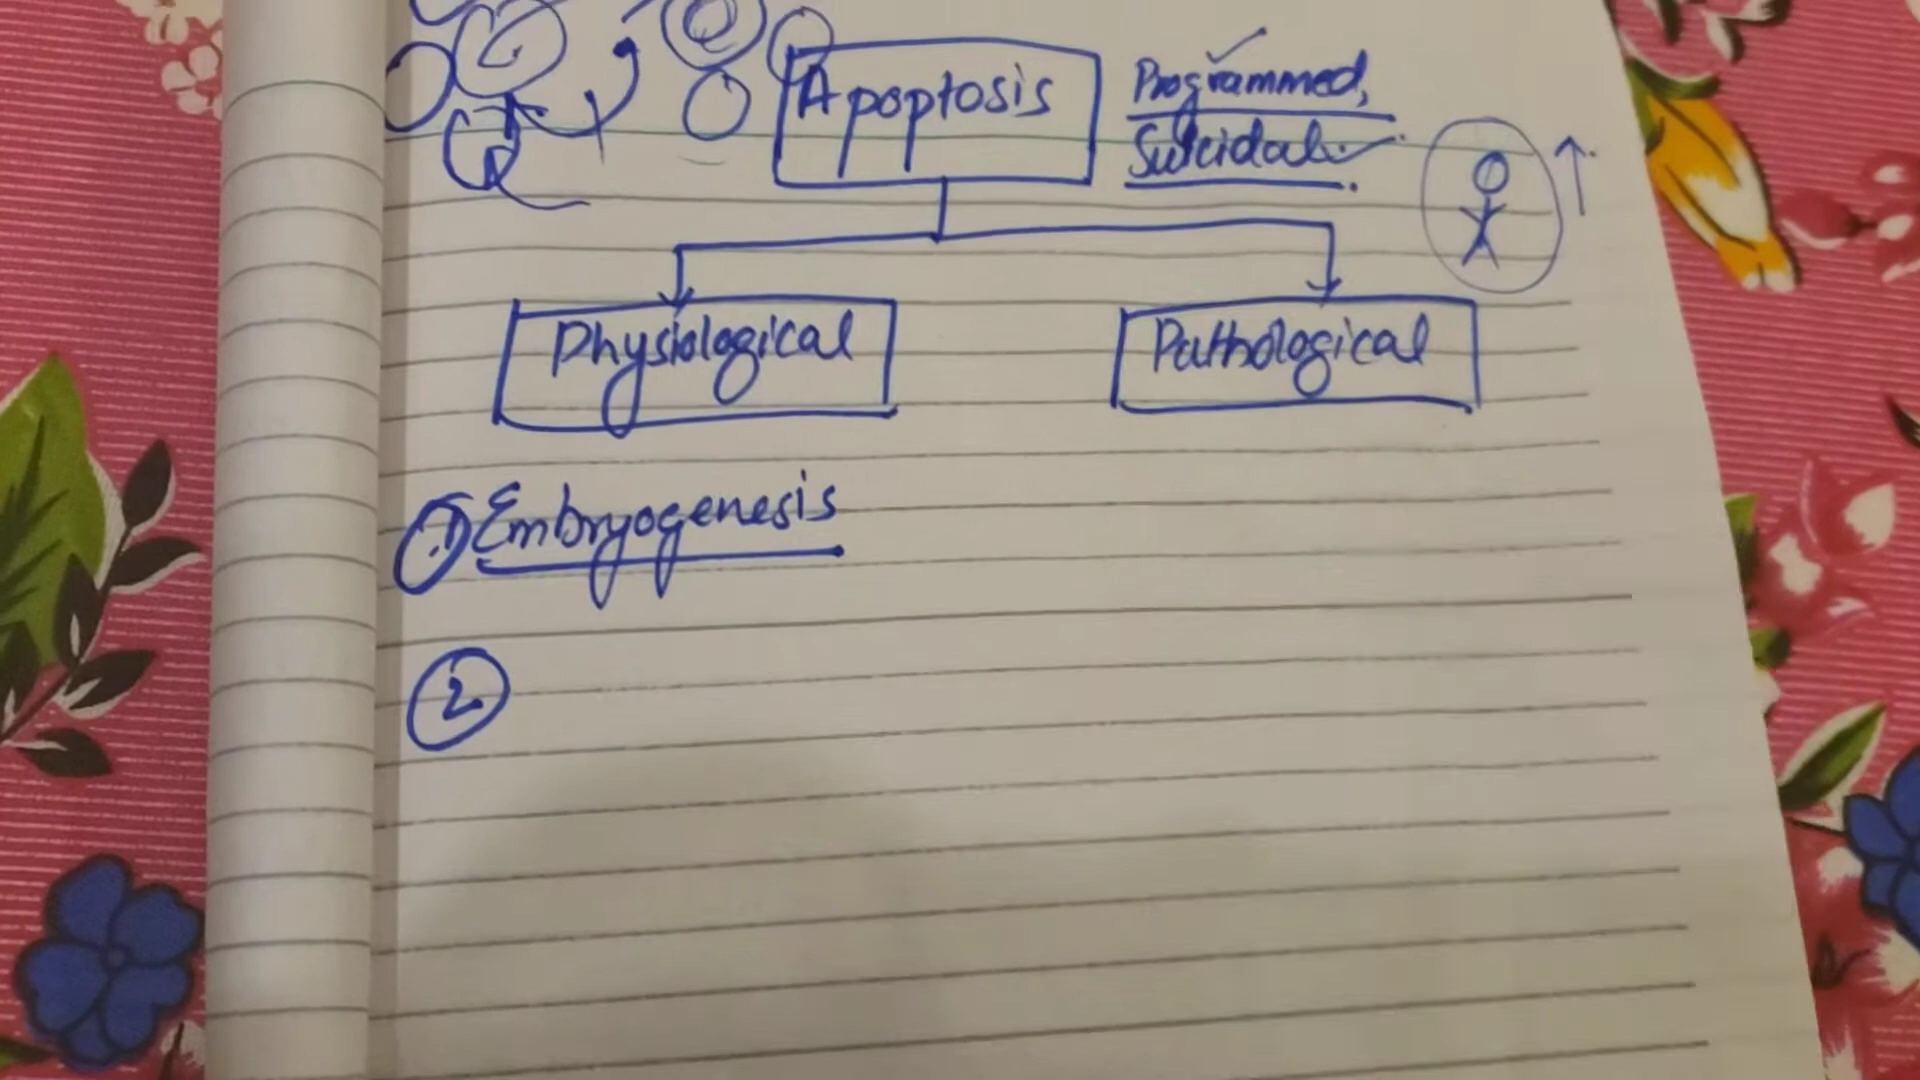 Apoptosis
Programmed,
Suicidal.
Physiological
Pathological
① Embryogenesis
②